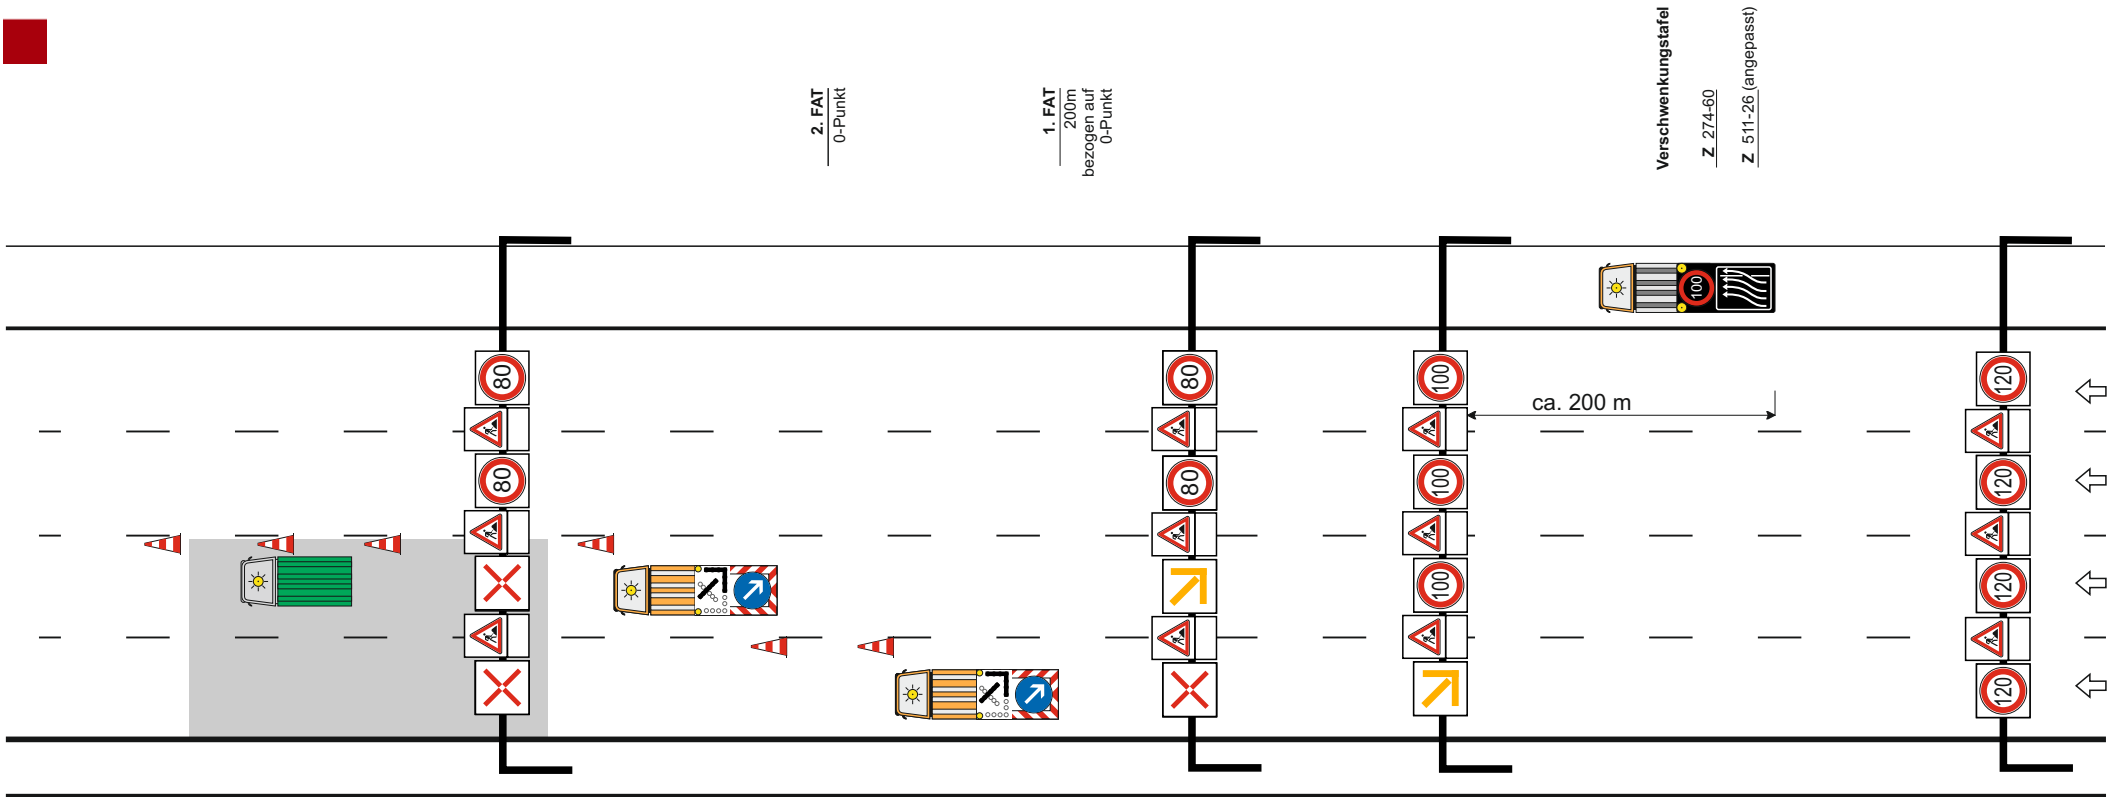 2. FAT
0-Punkt
1. FAT
200m
bezogen auf
0-Punkt
Verschwenkungstafel
Z 274-60
Z 511-26 (angepasst)
100
80
80
100
120
ca. 200 m
80
80
100
120
100
120
120